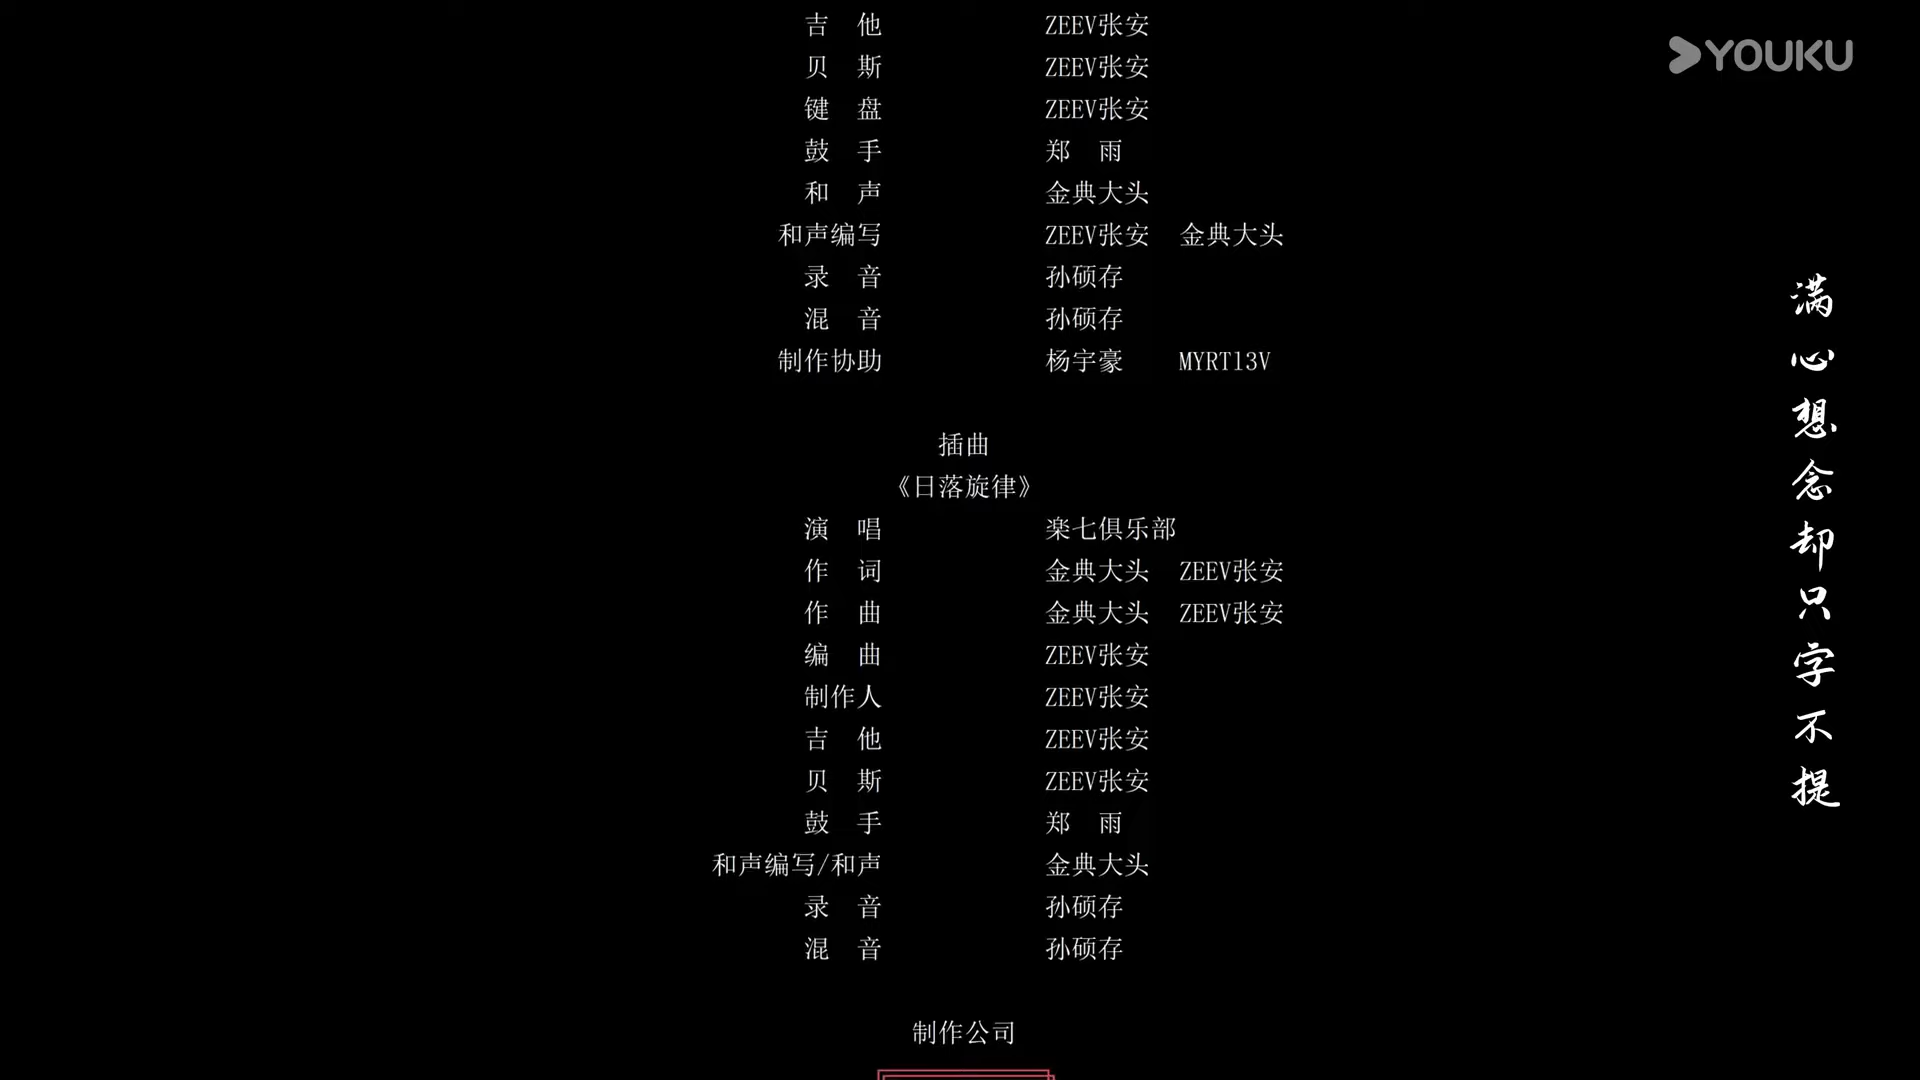 吉　他　ZEEV张安
贝　斯　ZEEV张安
键　盘　ZEEV张安
鼓　手　郑　雨
和　声　金典大头
和声编写　ZEEV张安　金典大头
录　音　孙硕存
混　音　孙硕存
制作协助　杨宇豪　MYRT13V
插曲
《日落旋律》
演　唱　楽七俱乐部
作　词　金典大头　ZEEV张安
作　曲　金典大头　ZEEV张安
编　曲　ZEEV张安
制作人　ZEEV张安
吉　他　ZEEV张安
贝　斯　ZEEV张安
鼓　手　郑　雨
和声编写/和声　金典大头
录　音　孙硕存
混　音　孙硕存
制作公司
YOUKU
满心想念却只字不提